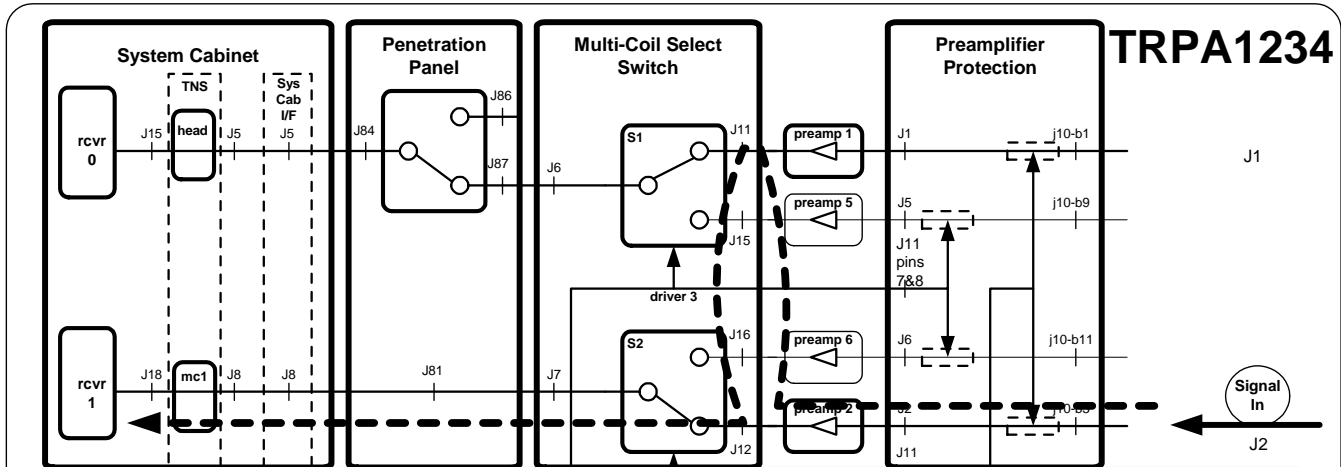 TRPA1234
System Cabinet
Penetration
Panel
Multi-Coil Select
Switch
Preamplifier
Protection
TNS
Sys
Cab
I/F
rcvr
0
J15
head
J5
J5
J84
J86
J87
J6
S1
J11
J15
preamp 1
preamp 5
J1
J5
j10-b1
j10-b9
J1
J11
pins
7&8
driver 3
rcvr
1
J18
mc1
J8
J8
J81
J7
S2
J16
J12
preamp 6
preamp 2
J6
J2
J11
j10-b11
Signal
In
J2